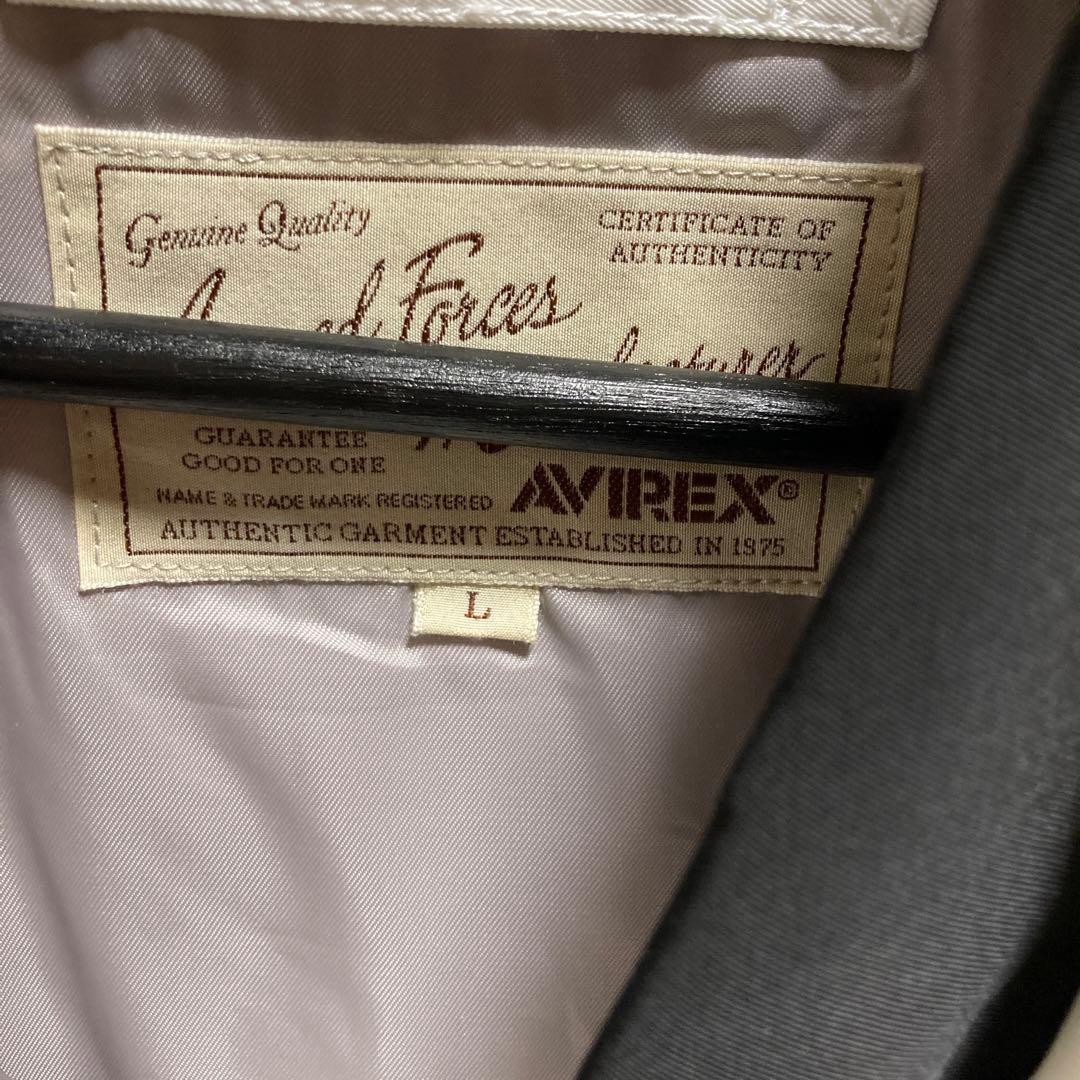 Genuine Quality
CERTIFICATE OF
AUTHENTICITY
Forces
GUARANTEE
GOOD FOR ONE
NAME & TRADE MARK REGISTERED
AVIREX®
AUTHENTIC GARMENT ESTABLISHED IN 1975
L